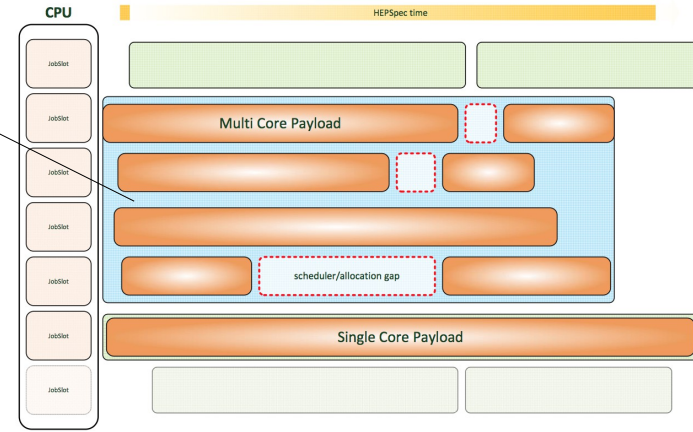 CPU
HEPSpec time
JobSlot
JobSlot
Multi Core Payload
JobSlot
JobSlot
JobSlot
scheduler/allocation gap
JobSlot
Single Core Payload
JobSlot